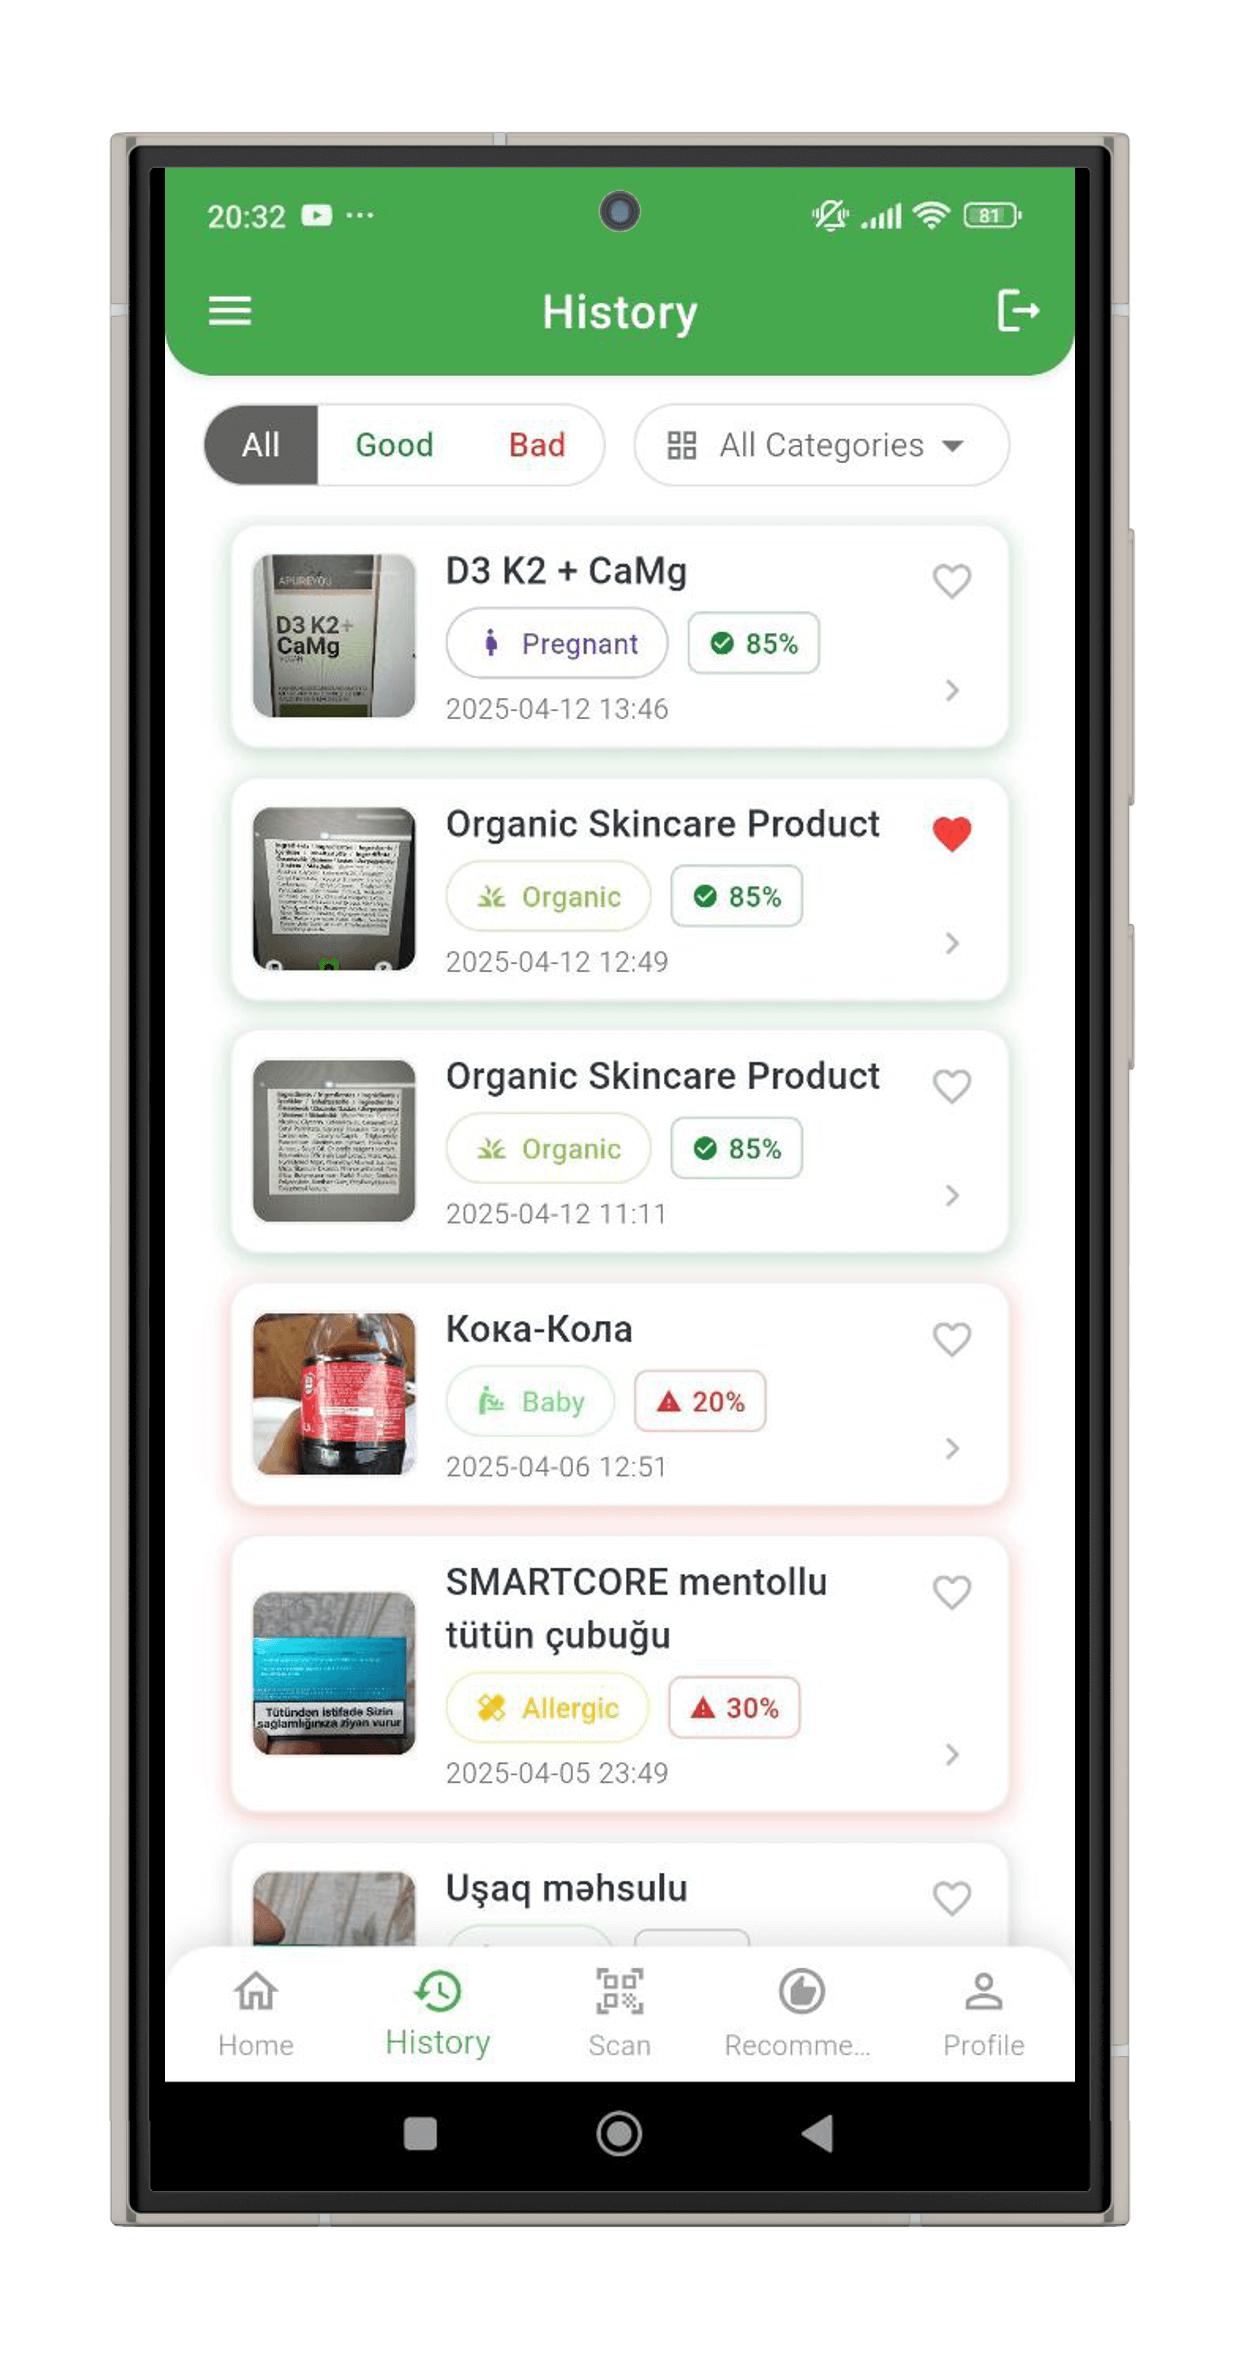 20:32
81
History
All Good Bad All Categories
D3 K2 + CaMg
Pregnant 85%
2025-04-12 13:46
APUREYOU
D3 K2+
CaMg
VEGAN
Organic Skincare Product
Organic 85%
2025-04-12 12:49
Organic Skincare Product
Organic 85%
2025-04-12 11:11
Кока-Кола
Baby 20%
2025-04-06 12:51
SMARTCORE mentollu
tütün çubuğu
Allergic 30%
2025-04-05 23:49
Tütündən istifadə Sizin
sağlamlığınıza ziyan vurur
Uşaq məhsulu
Home History Scan Recomme... Profile